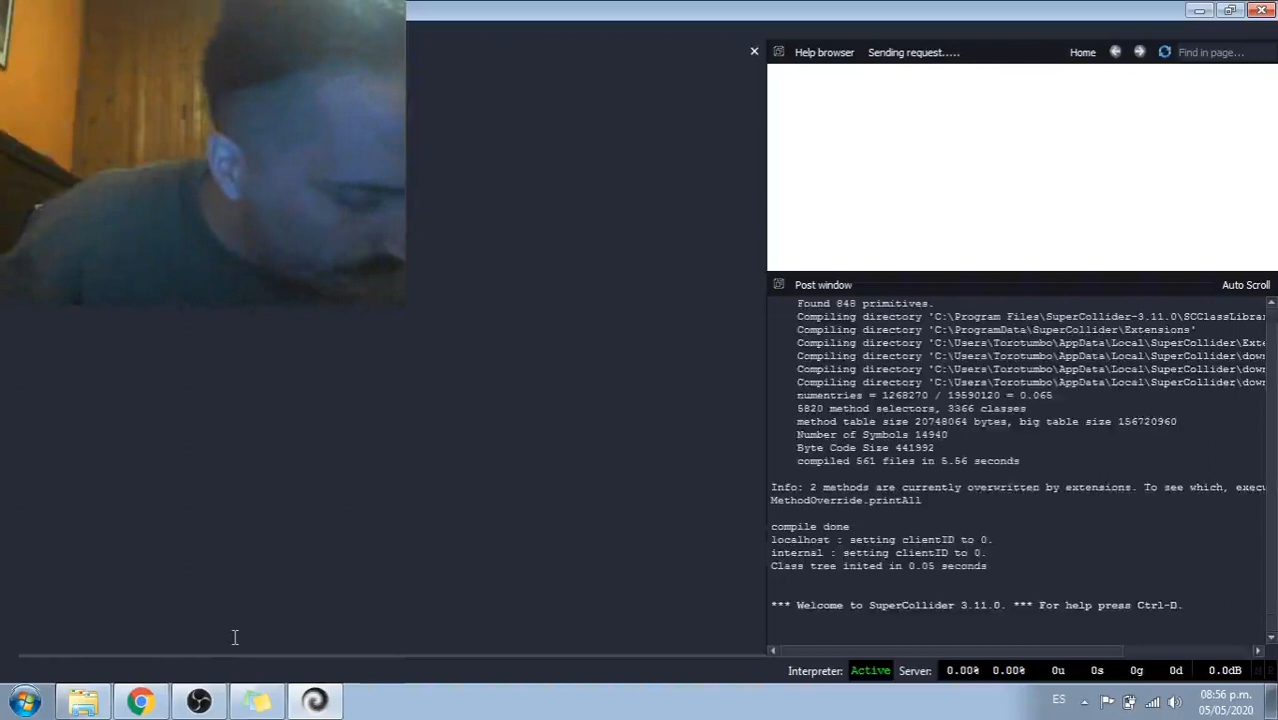 Help browser Sending request..... Home Find in page...
Post window Auto Scroll
Found 848 primitives.
Compiling directory 'C:\Program Files\SuperCollider-3.11.0\SCClassLibrar
Compiling directory 'C:\ProgramData\SuperCollider\Extensions'
Compiling directory 'C:\Users\Torotumbo\AppData\Local\SuperCollider\Exte
Compiling directory 'C:\Users\Torotumbo\AppData\Local\SuperCollider\down
Compiling directory 'C:\Users\Torotumbo\AppData\Local\SuperCollider\down
Compiling directory 'C:\Users\Torotumbo\AppData\Local\SuperCollider\down
numentries = 1268270 / 19590120 = 0.065
5820 method selectors, 3366 classes
method table size 20748064 bytes, big table size 156720960
Number of Symbols 14940
Byte Code Size 441992
compiled 561 files in 5.56 seconds
Info: 2 methods are currently overwritten by extensions. To see which, execu
MethodOverride.printAll
compile done
localhost : setting clientID to 0.
internal : setting clientID to 0.
Class tree inited in 0.05 seconds
*** Welcome to SuperCollider 3.11.0. *** For help press Ctrl-D.
Interpreter: Active Server: 0.00% 0.00% 0u 0s 0g 0d 0.0dB
ES 08:56 p.m.
05/05/2020